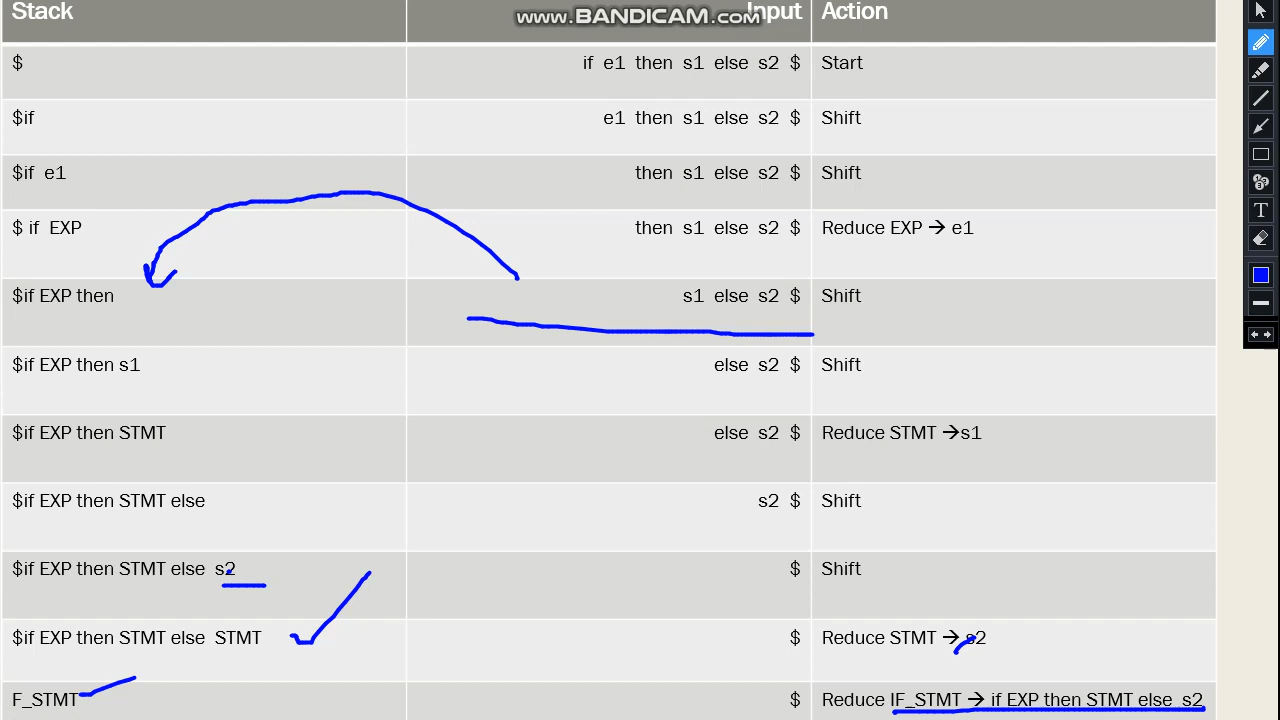 www.BANDICAM.com
Stack Input Action
$ if e1 then s1 else s2 $ Start
$if e1 then s1 else s2 $ Shift
$if e1 then s1 else s2 $ Shift
$ if EXP then s1 else s2 $ Reduce EXP → e1
$if EXP then s1 else s2 $ Shift
$if EXP then s1 else s2 $ Shift
$if EXP then STMT else s2 $ Reduce STMT →s1
$if EXP then STMT else s2 $ Shift
$if EXP then STMT else s2 $ Shift
$if EXP then STMT else STMT $ Reduce STMT → s2
F_STMT $ Reduce IF_STMT → if EXP then STMT else s2
T